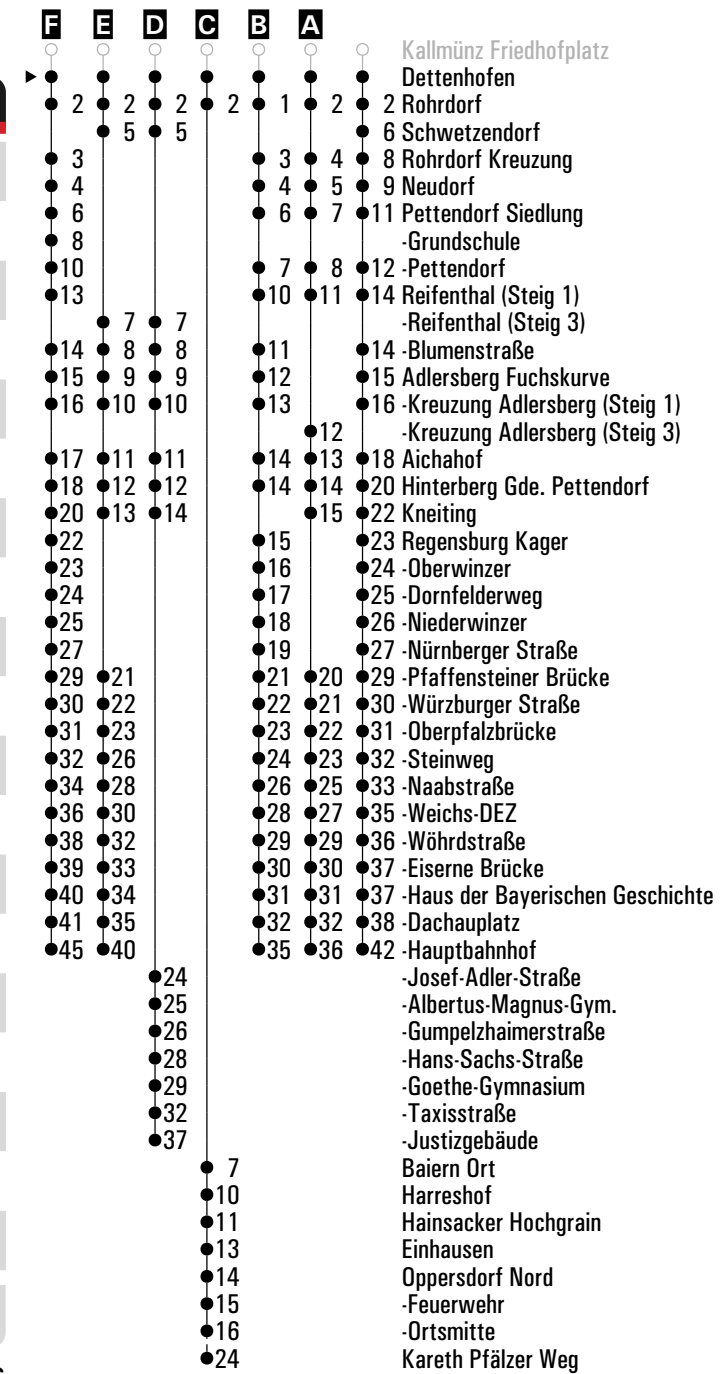 F E D C B A
Kallmünz Friedhofplatz
Dettenhofen
2 2 2 2 1 2 2 Rohrdorf
5 5 6 Schwetzendorf
3 3 4 8 Rohrdorf Kreuzung
4 4 5 9 Neudorf
6 6 7 11 Pettendorf Siedlung
8 -Grundschule
10 7 8 12 -Pettendorf
13 10 11 14 Reifenthal (Steig 1)
7 7 -Reifenthal (Steig 3)
14 8 8 11 14 -Blumenstraße
15 9 9 12 15 Adlersberg Fuchskurve
16 10 10 13 16 -Kreuzung Adlersberg (Steig 1)
12 -Kreuzung Adlersberg (Steig 3)
17 11 11 14 13 18 Aichahof
18 12 12 14 14 20 Hinterberg Gde. Pettendorf
20 13 14 15 22 Kneiting
22 15 23 Regensburg Kager
23 16 24 -Oberwinzer
24 17 25 -Dornfelderweg
25 18 26 -Niederwinzer
27 19 27 -Nürnberger Straße
29 21 21 20 29 -Pfaffensteiner Brücke
30 22 22 21 30 -Würzburger Straße
31 23 23 22 31 -Oberpfalzbrücke
32 26 24 23 32 -Steinweg
34 28 26 25 33 -Naabstraße
36 30 28 27 35 -Weichs-DEZ
38 32 29 29 36 -Wöhrdstraße
39 33 30 30 37 -Eiserne Brücke
40 34 31 31 37 -Haus der Bayerischen Geschichte
41 35 32 32 38 -Dachauplatz
45 40 35 36 42 -Hauptbahnhof
24 -Josef-Adler-Straße
25 -Albertus-Magnus-Gym.
26 -Gumpelzhaimerstraße
28 -Hans-Sachs-Straße
29 -Goethe-Gymnasium
32 -Taxisstraße
37 -Justizgebäude
7 Baiern Ort
10 Harreshof
11 Hainsacker Hochgrain
13 Einhausen
14 Oppersdorf Nord
15 -Feuerwehr
16 -Ortsmitte
24 Kareth Pfälzer Weg